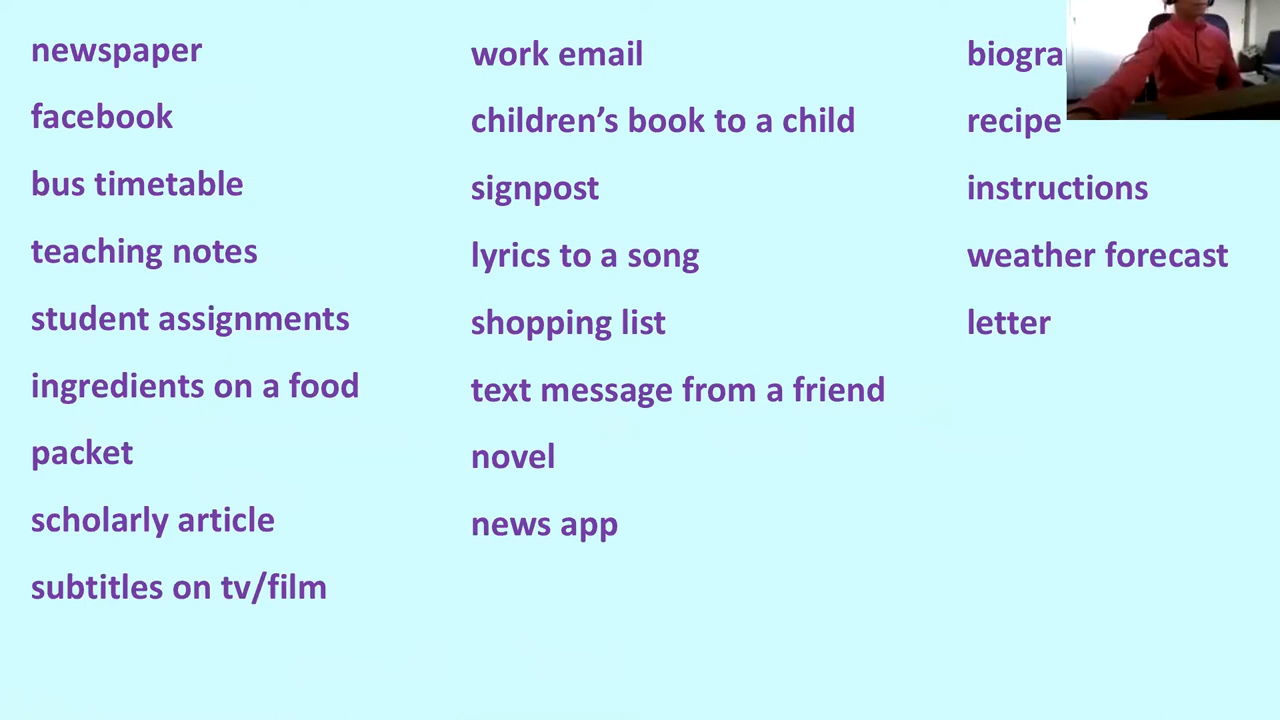 newspaper
facebook
bus timetable
teaching notes
student assignments
ingredients on a food
packet
scholarly article
subtitles on tv/film
work email
children’s book to a child
signpost
lyrics to a song
shopping list
text message from a friend
novel
news app
recipe
instructions
weather forecast
letter